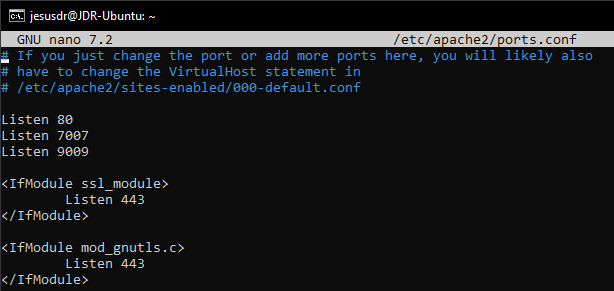 jesusdr@JDR-Ubuntu: ~
GNU nano 7.2 /etc/apache2/ports.conf
# If you just change the port or add more ports here, you will likely also
# have to change the VirtualHost statement in
# /etc/apache2/sites-enabled/000-default.conf
Listen 80
Listen 7007
Listen 9009
<IfModule ssl_module>
Listen 443
</IfModule>
<IfModule mod_gnutls.c>
Listen 443
</IfModule>